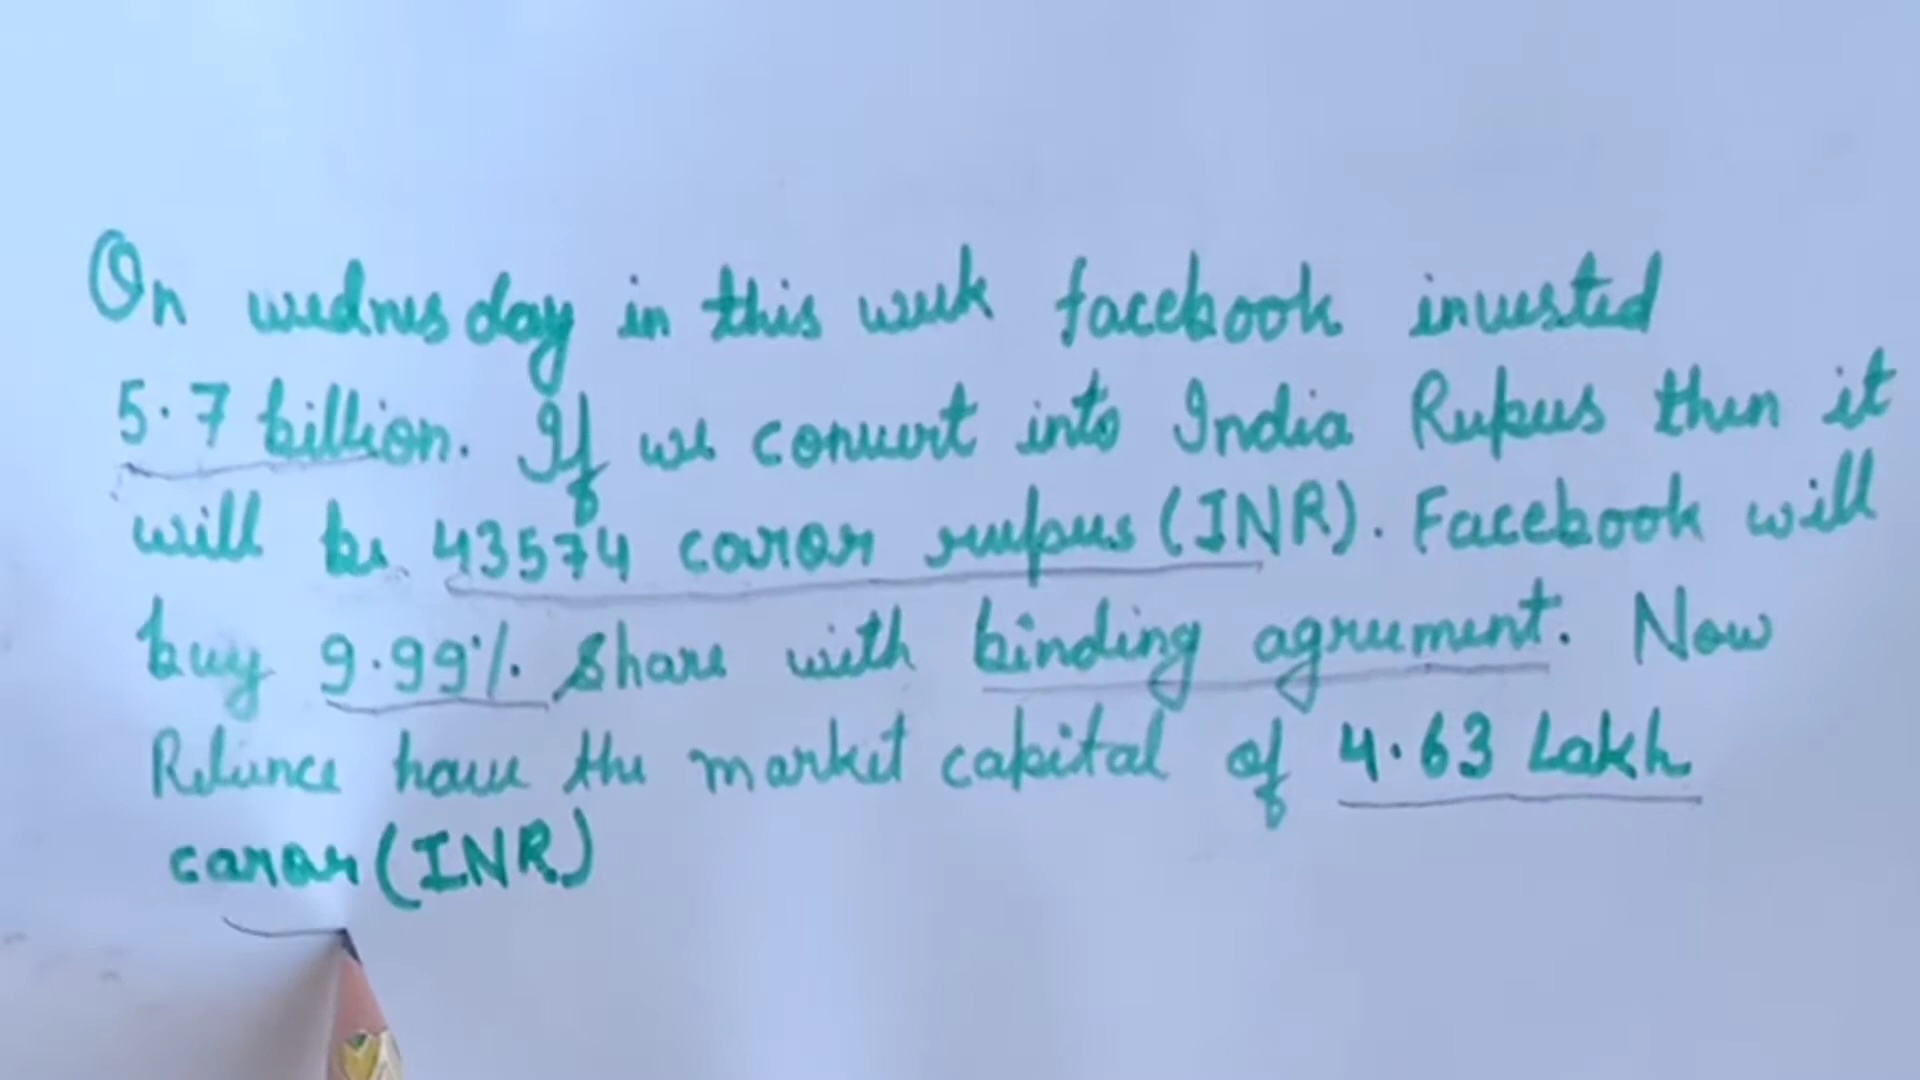 On wednesday in this week facebook invested
5.7 billion. If we convert into India Rupees then it
will be 43574 caror rupees (INR). Facebook will
buy 9.99% share with binding agreement. Now
Relince have the market capital of 4.63 Lakh
caror (INR)